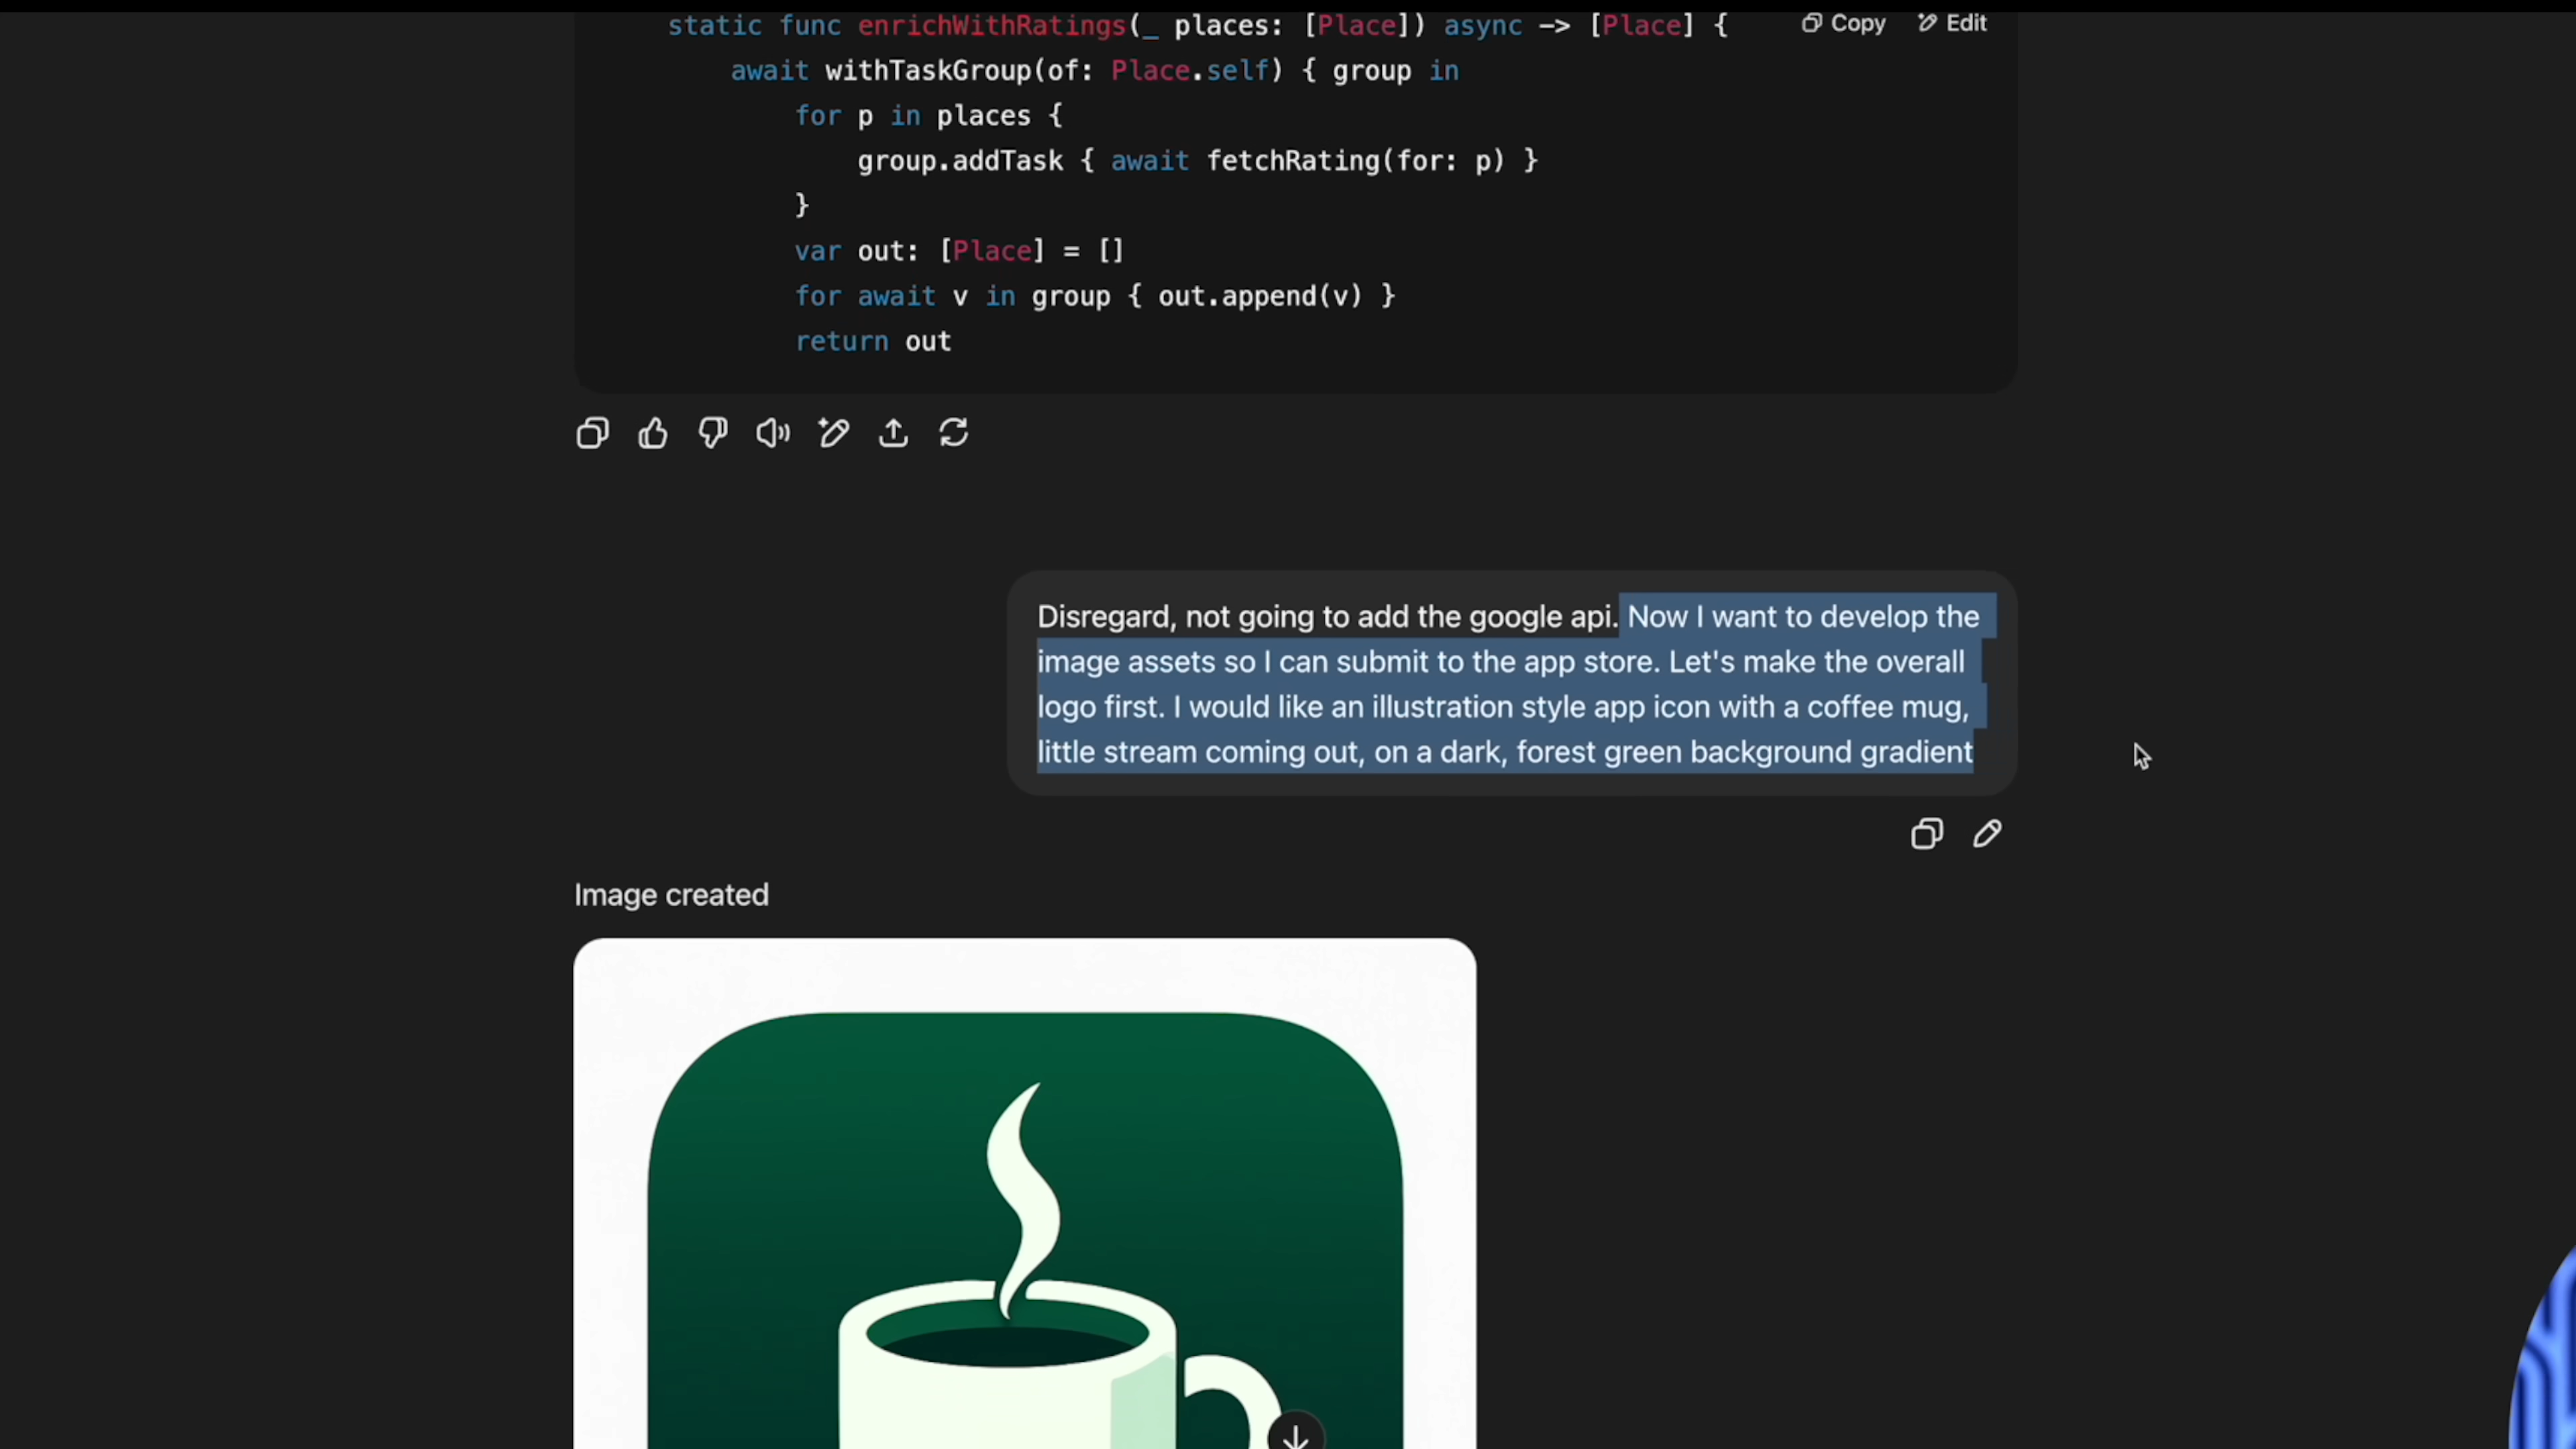 static func enrichWithRatings(_ places: [Place]) async -> [Place] {
Copy Edit
await withTaskGroup(of: Place.self) { group in
for p in places {
group.addTask { await fetchRating(for: p) }
}
var out: [Place] = []
for await v in group { out.append(v) }
return out
Disregard, not going to add the google api. Now I want to develop the
image assets so I can submit to the app store. Let's make the overall
logo first. I would like an illustration style app icon with a coffee mug,
little stream coming out, on a dark, forest green background gradient
Image created